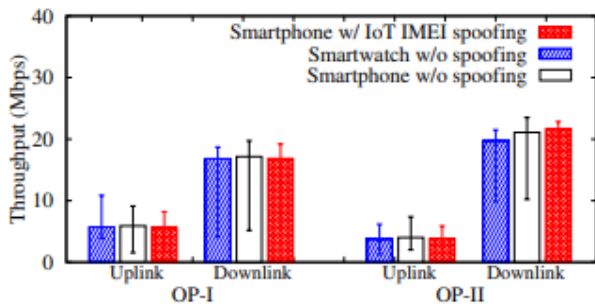 40
30
20
10
0
Throughput (Mbps)
Smartphone w/ IoT IMEI spoofing
Smartwatch w/o spoofing
Smartphone w/o spoofing
Uplink Downlink Uplink Downlink
OP-I OP-II